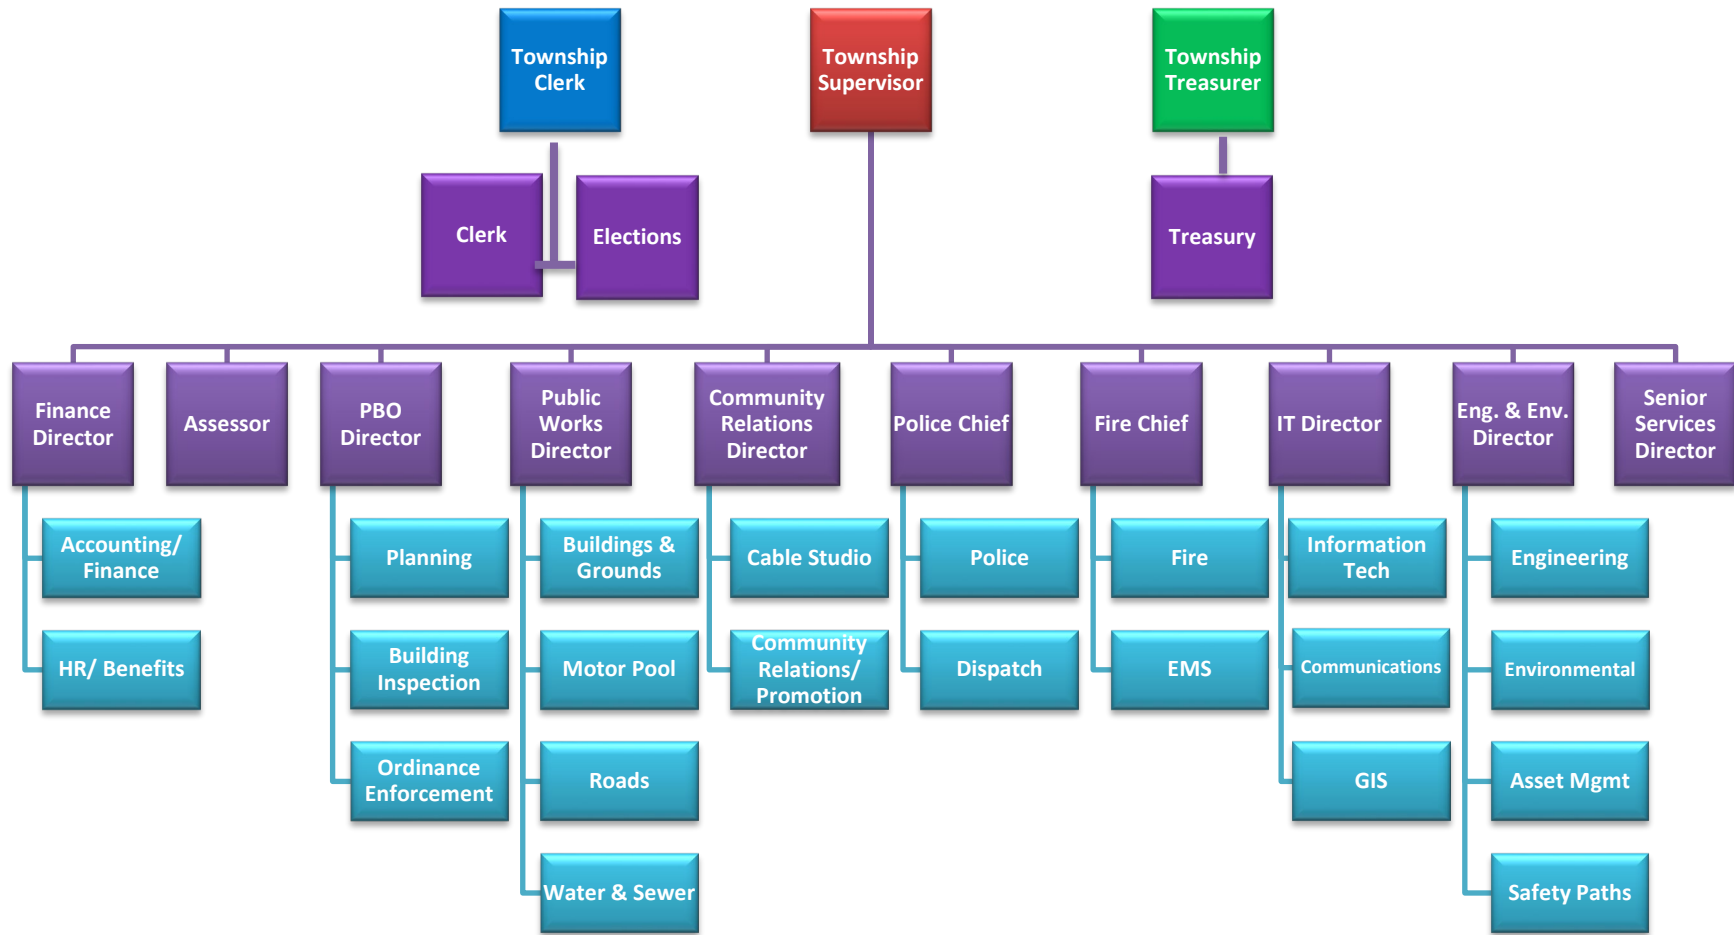 Township
Clerk
Township
Supervisor
Township
Treasurer
Clerk
Elections
Treasury
Finance
Director
Assessor
PBO
Director
Public
Works
Director
Community
Relations
Director
Police Chief
Fire Chief
IT Director
Eng. & Env.
Director
Senior
Services
Director
Accounting/
Finance
HR/ Benefits
Planning
Building
Inspection
Ordinance
Enforcement
Buildings &
Grounds
Motor Pool
Roads
Water & Sewer
Cable Studio
Community
Relations/
Promotion
Police
Dispatch
Fire
EMS
Information
Tech
Communications
GIS
Engineering
Environmental
Asset Mgmt
Safety Paths